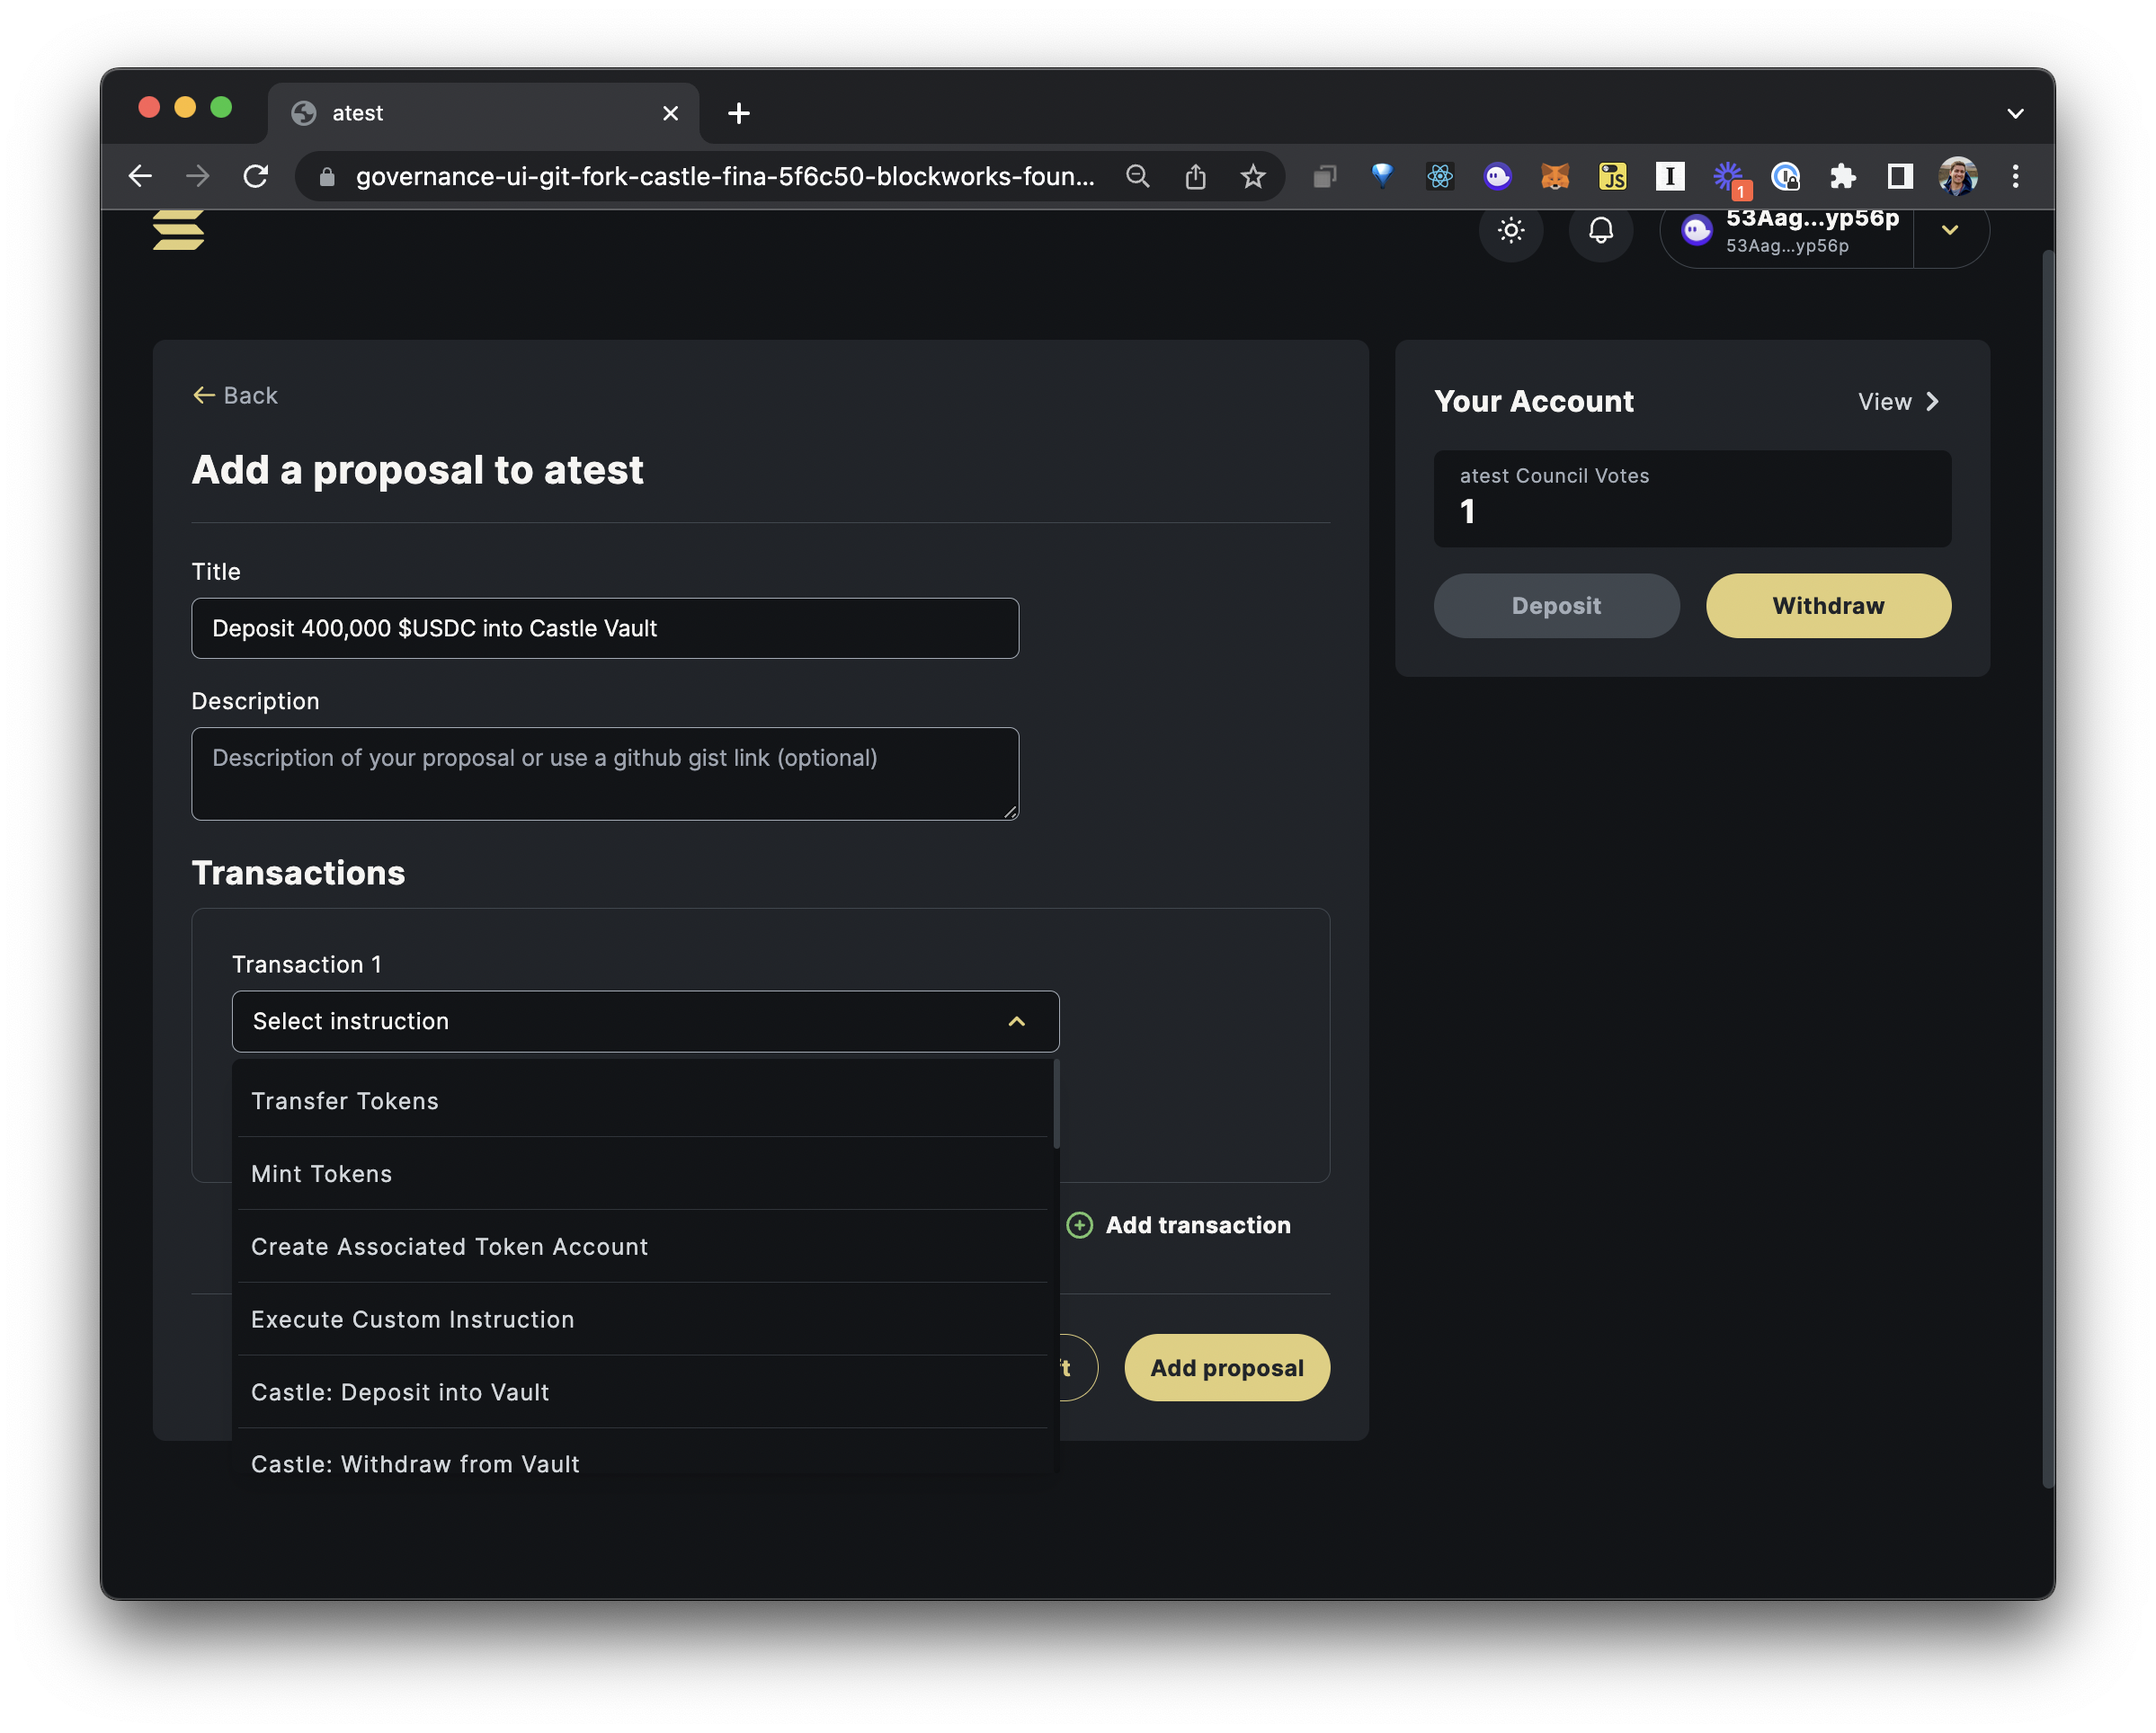 atest
governance-ui-git-fork-castle-fina-5f6c50-blockworks-foun...
JS
I
1
53Aag...yp56p
53Aag...yp56p
Back
Add a proposal to atest
Title
Deposit 400,000 $USDC into Castle Vault
Description
Description of your proposal or use a github gist link (optional)
Transactions
Transaction 1
Select instruction
Transfer Tokens
Mint Tokens
Create Associated Token Account
Execute Custom Instruction
Castle: Deposit into Vault
Castle: Withdraw from Vault
Add transaction
Add proposal
Your Account
View
atest Council Votes
1
Deposit
Withdraw